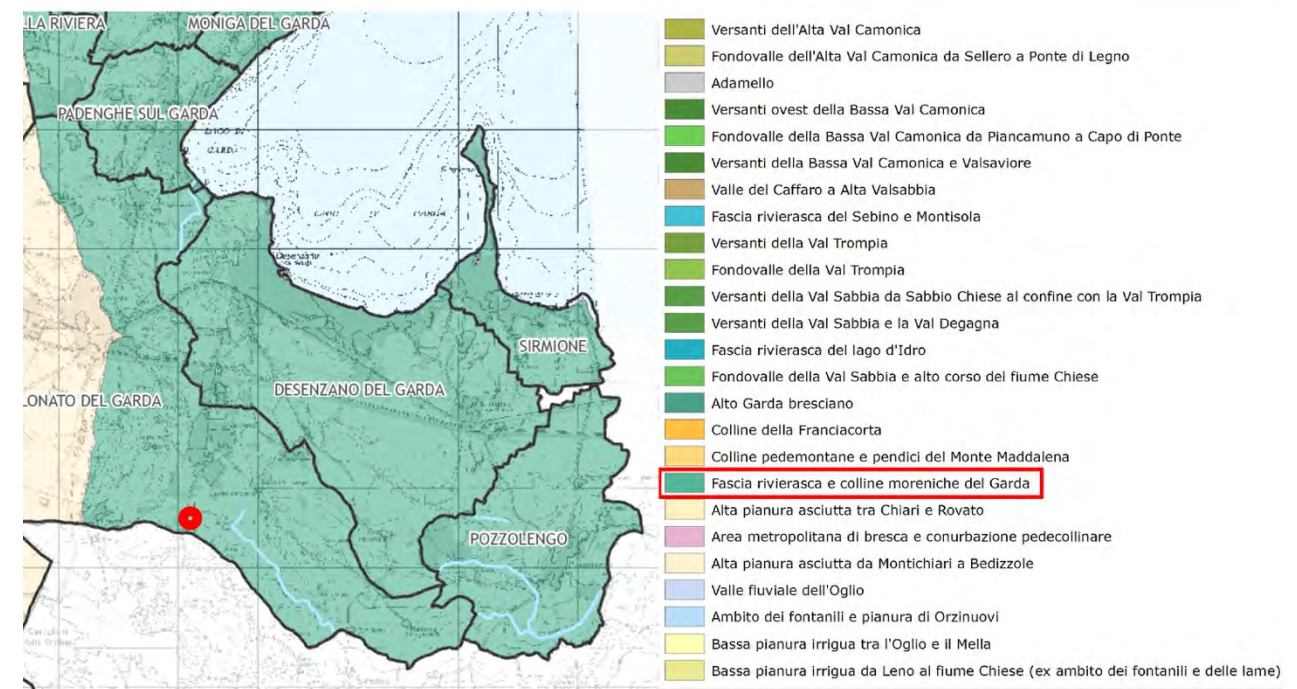 LA RIVIERA
MONIGA DEL GARDA
PADENGHE SUL GARDA
LAGO DI
GARDA
Desenzano
SIRMIONE
DESENZANO DEL GARDA
LONATO DEL GARDA
POZZOLENGO
Versanti dell'Alta Val Camonica
Fondovalle dell'Alta Val Camonica da Sellero a Ponte di Legno
Adamello
Versanti ovest della Bassa Val Camonica
Fondovalle della Bassa Val Camonica da Piancamuno a Capo di Ponte
Versanti della Bassa Val Camonica e Valsaviore
Valle del Caffaro a Alta Valsabbia
Fascia rivierasca del Sebino e Montisola
Versanti della Val Trompia
Fondovalle della Val Trompia
Versanti della Val Sabbia da Sabbio Chiese al confine con la Val Trompia
Versanti della Val Sabbia e la Val Degagna
Fascia rivierasca del lago d'Idro
Fondovalle della Val Sabbia e alto corso del fiume Chiese
Alto Garda bresciano
Colline della Franciacorta
Colline pedemontane e pendici del Monte Maddalena
Fascia rivierasca e colline moreniche del Garda
Alta pianura asciutta tra Chiari e Rovato
Area metropolitana di bresca e conurbazione pedecollinare
Alta pianura asciutta da Montichiari a Bedizzole
Valle fluviale dell'Oglio
Ambito dei fontanili e pianura di Orzinuovi
Bassa pianura irrigua tra l'Oglio e il Mella
Bassa pianura irrigua da Leno al fiume Chiese (ex ambito dei fontanili e delle lame)